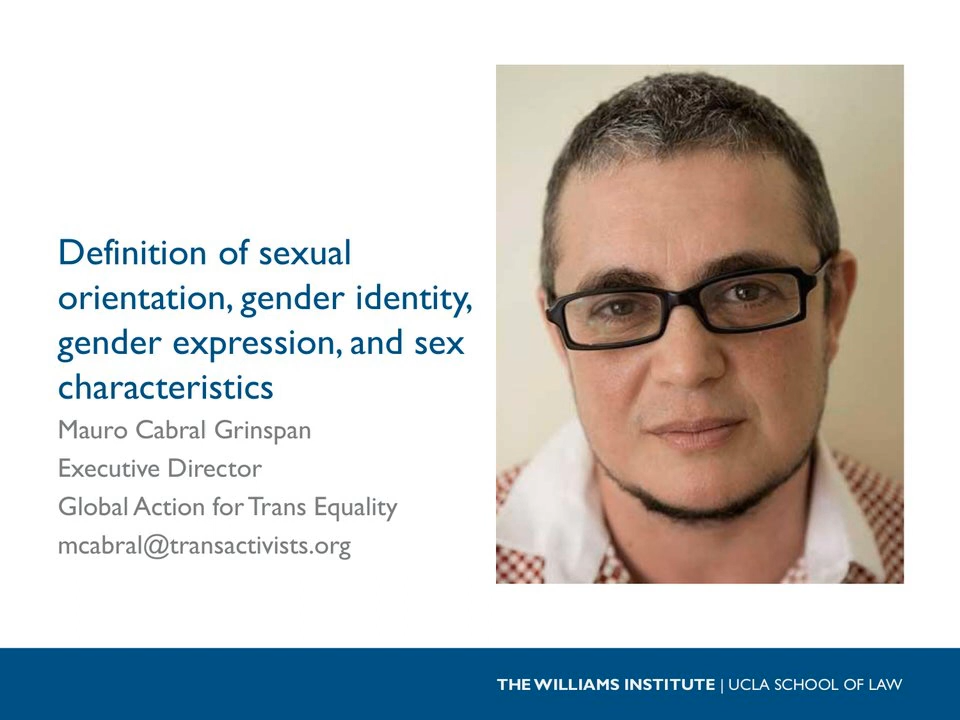 Definition of sexual
orientation, gender identity,
gender expression, and sex
characteristics
Mauro Cabral Grinspan
Executive Director
Global Action for Trans Equality
mcabral@transactivists.org
THE WILLIAMS INSTITUTE | UCLA SCHOOL OF LAW